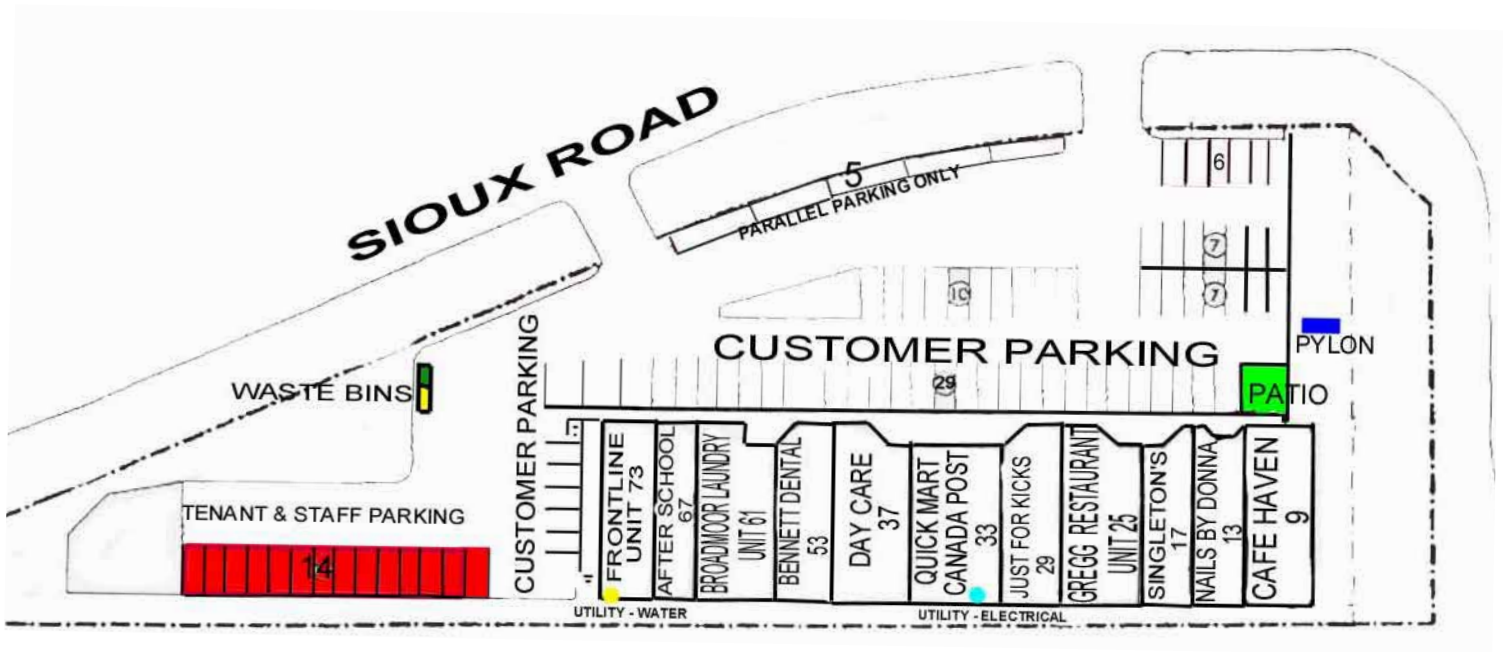 SIOUX ROAD
5
PARALLEL PARKING ONLY
6
7
7
10
CUSTOMER PARKING
PYLON
29
PATIO
WASTE BINS
CUSTOMER PARKING
TENANT & STAFF PARKING
14
FRONTLINE
UNIT 73
AFTER SCHOOL
67
BROADMOOR LAUNDRY
UNIT 61
BENNETT DENTAL
53
DAY CARE
37
QUICK MART
CANADA POST
33
JUST FOR KICKS
29
GREGG RESTAURANT
UNIT 25
SINGLETON'S
17
NAILS BY DONNA
13
CAFE HAVEN
9
UTILITY - WATER
UTILITY - ELECTRICAL